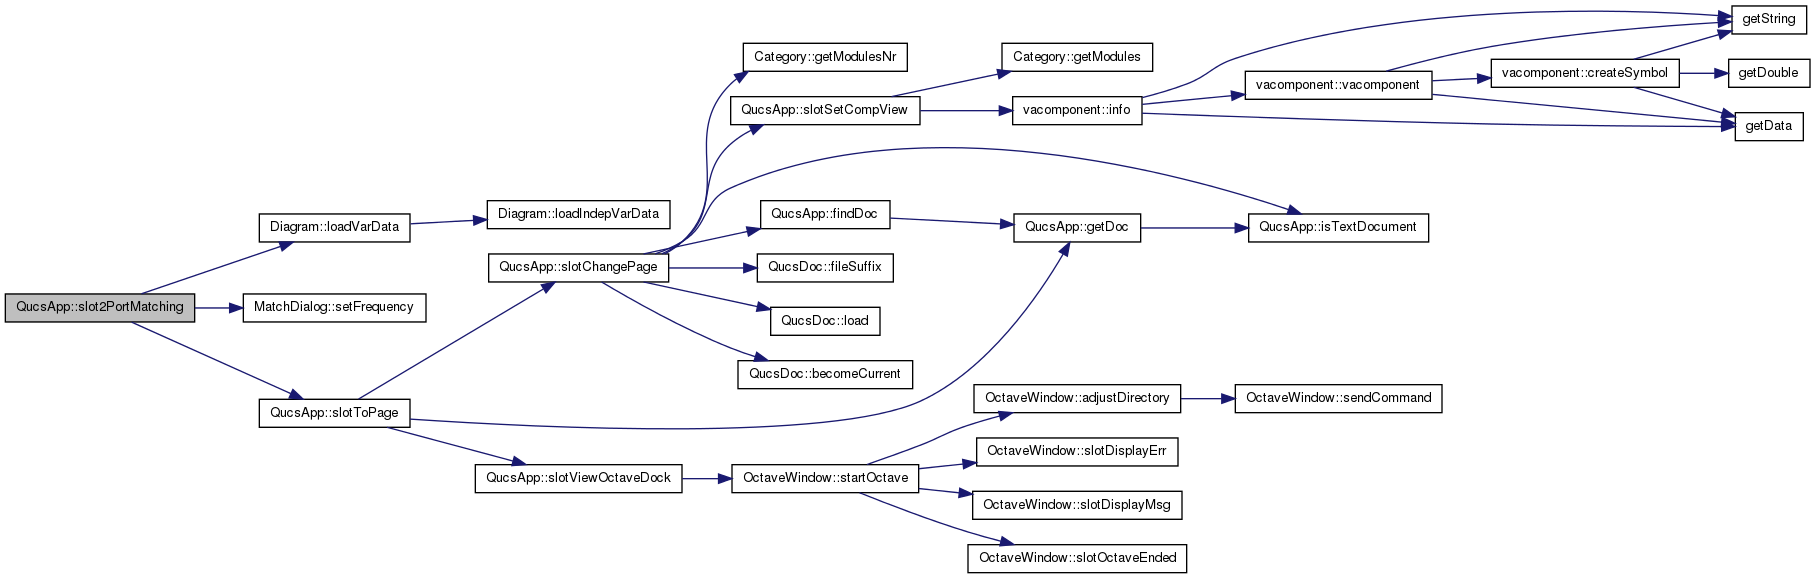 getString
Category::getModulesNr
Category::getModules
getDouble
vacomponent::createSymbol
vacomponent::vacomponent
QucsApp::slotSetCompView
vacomponent::info
getData
Diagram::loadIndepVarData
QucsApp::findDoc
Diagram::loadVarData
QucsApp::getDoc
QucsApp::isTextDocument
QucsApp::slotChangePage
QucsDoc::fileSuffix
QucsApp::slot2PortMatching
MatchDialog::setFrequency
QucsDoc::load
QucsDoc::becomeCurrent
OctaveWindow::adjustDirectory
OctaveWindow::sendCommand
QucsApp::slotToPage
OctaveWindow::slotDisplayErr
QucsApp::slotViewOctaveDock
OctaveWindow::startOctave
OctaveWindow::slotDisplayMsg
OctaveWindow::slotOctaveEnded